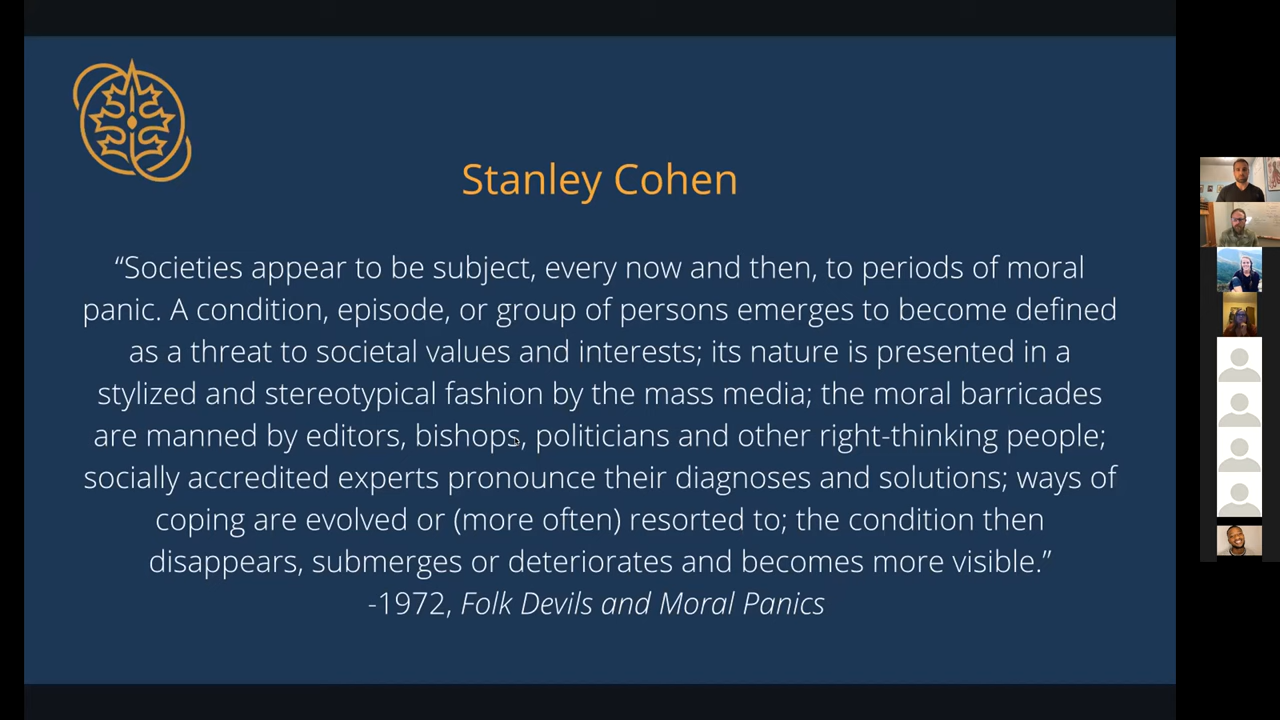 Stanley Cohen
“Societies appear to be subject, every now and then, to periods of moral
panic. A condition, episode, or group of persons emerges to become defined
as a threat to societal values and interests; its nature is presented in a
stylized and stereotypical fashion by the mass media; the moral barricades
are manned by editors, bishops, politicians and other right-thinking people;
socially accredited experts pronounce their diagnoses and solutions; ways of
coping are evolved or (more often) resorted to; the condition then
disappears, submerges or deteriorates and becomes more visible.”
-1972, Folk Devils and Moral Panics